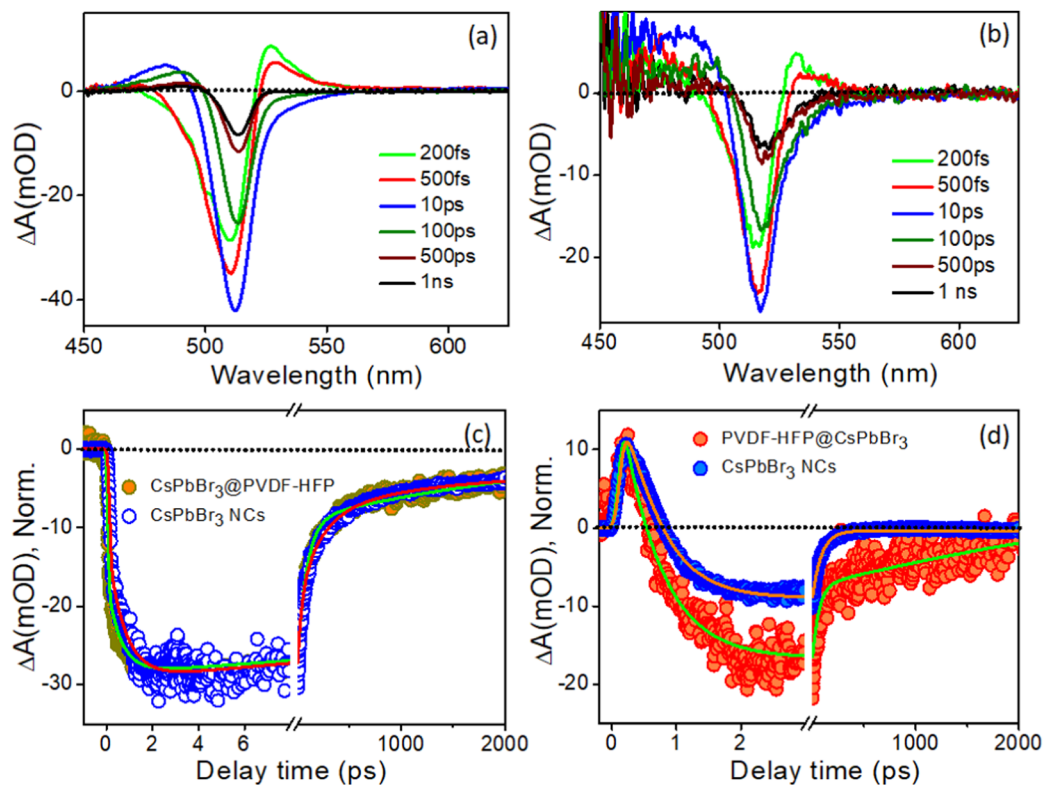 (a)
0
-20
-40
ΔA(mOD)
200fs
500fs
10ps
100ps
500ps
1ns
450
500
550
600
Wavelength (nm)
(b)
0
-10
-20
ΔA(mOD)
200fs
500fs
10ps
100ps
500ps
1 ns
450
500
550
600
Wavelength (nm)
(c)
0
-10
-20
-30
ΔA(mOD), Norm.
CsPbBr₃@PVDF-HFP
CsPbBr₃ NCs
0
2
4
6
1000
2000
Delay time (ps)
(d)
10
0
-10
-20
ΔA(mOD), Norm.
PVDF-HFP@CsPbBr₃
CsPbBr₃ NCs
0
1
2
1000
2000
Delay time (ps)